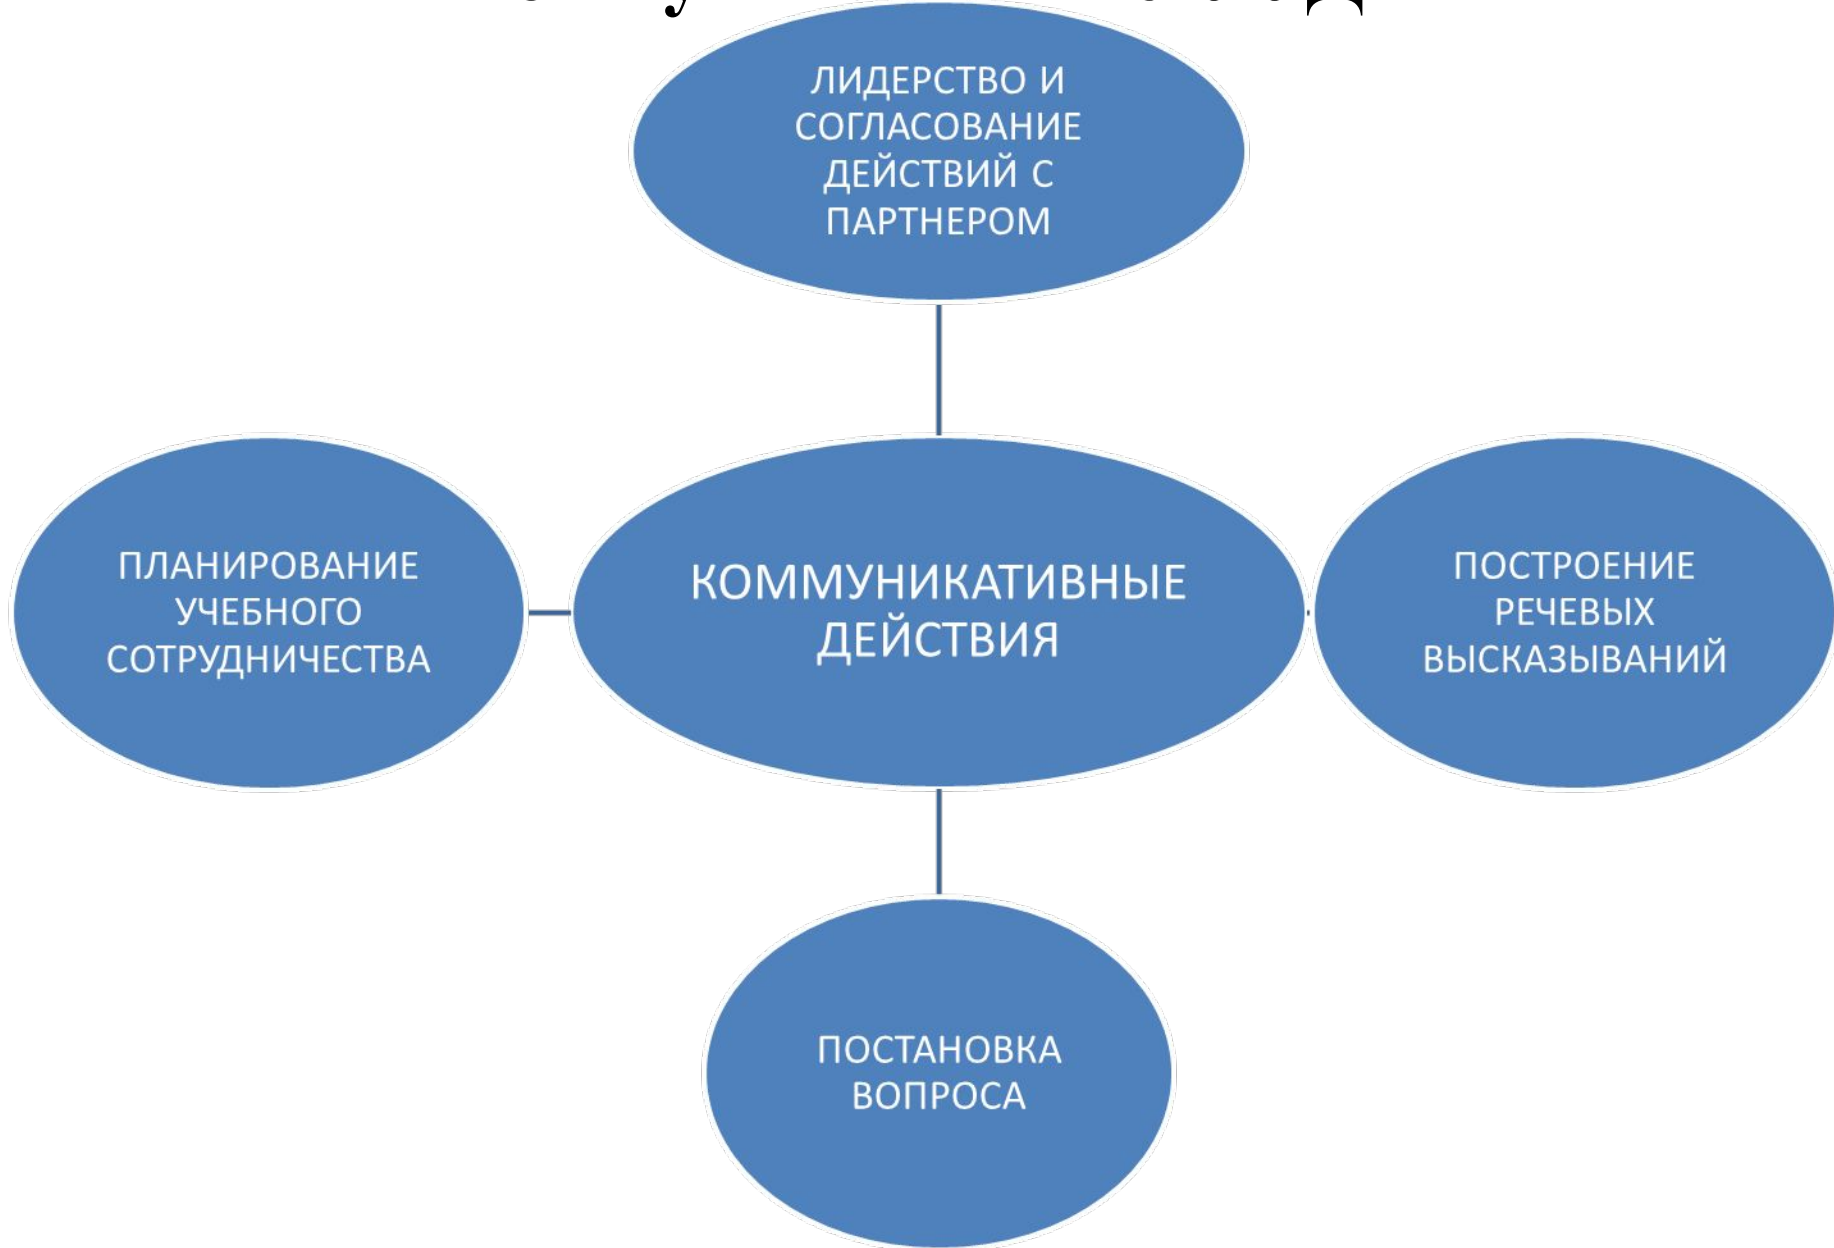 ЛИДЕРСТВО И
СОГЛАСОВАНИЕ
ДЕЙСТВИЙ С
ПАРТНЕРОМ
ПЛАНИРОВАНИЕ
УЧЕБНОГО
СОТРУДНИЧЕСТВА
КОММУНИКАТИВНЫЕ
ДЕЙСТВИЯ
ПОСТРОЕНИЕ
РЕЧЕВЫХ
ВЫСКАЗЫВАНИЙ
ПОСТАНОВКА
ВОПРОСА